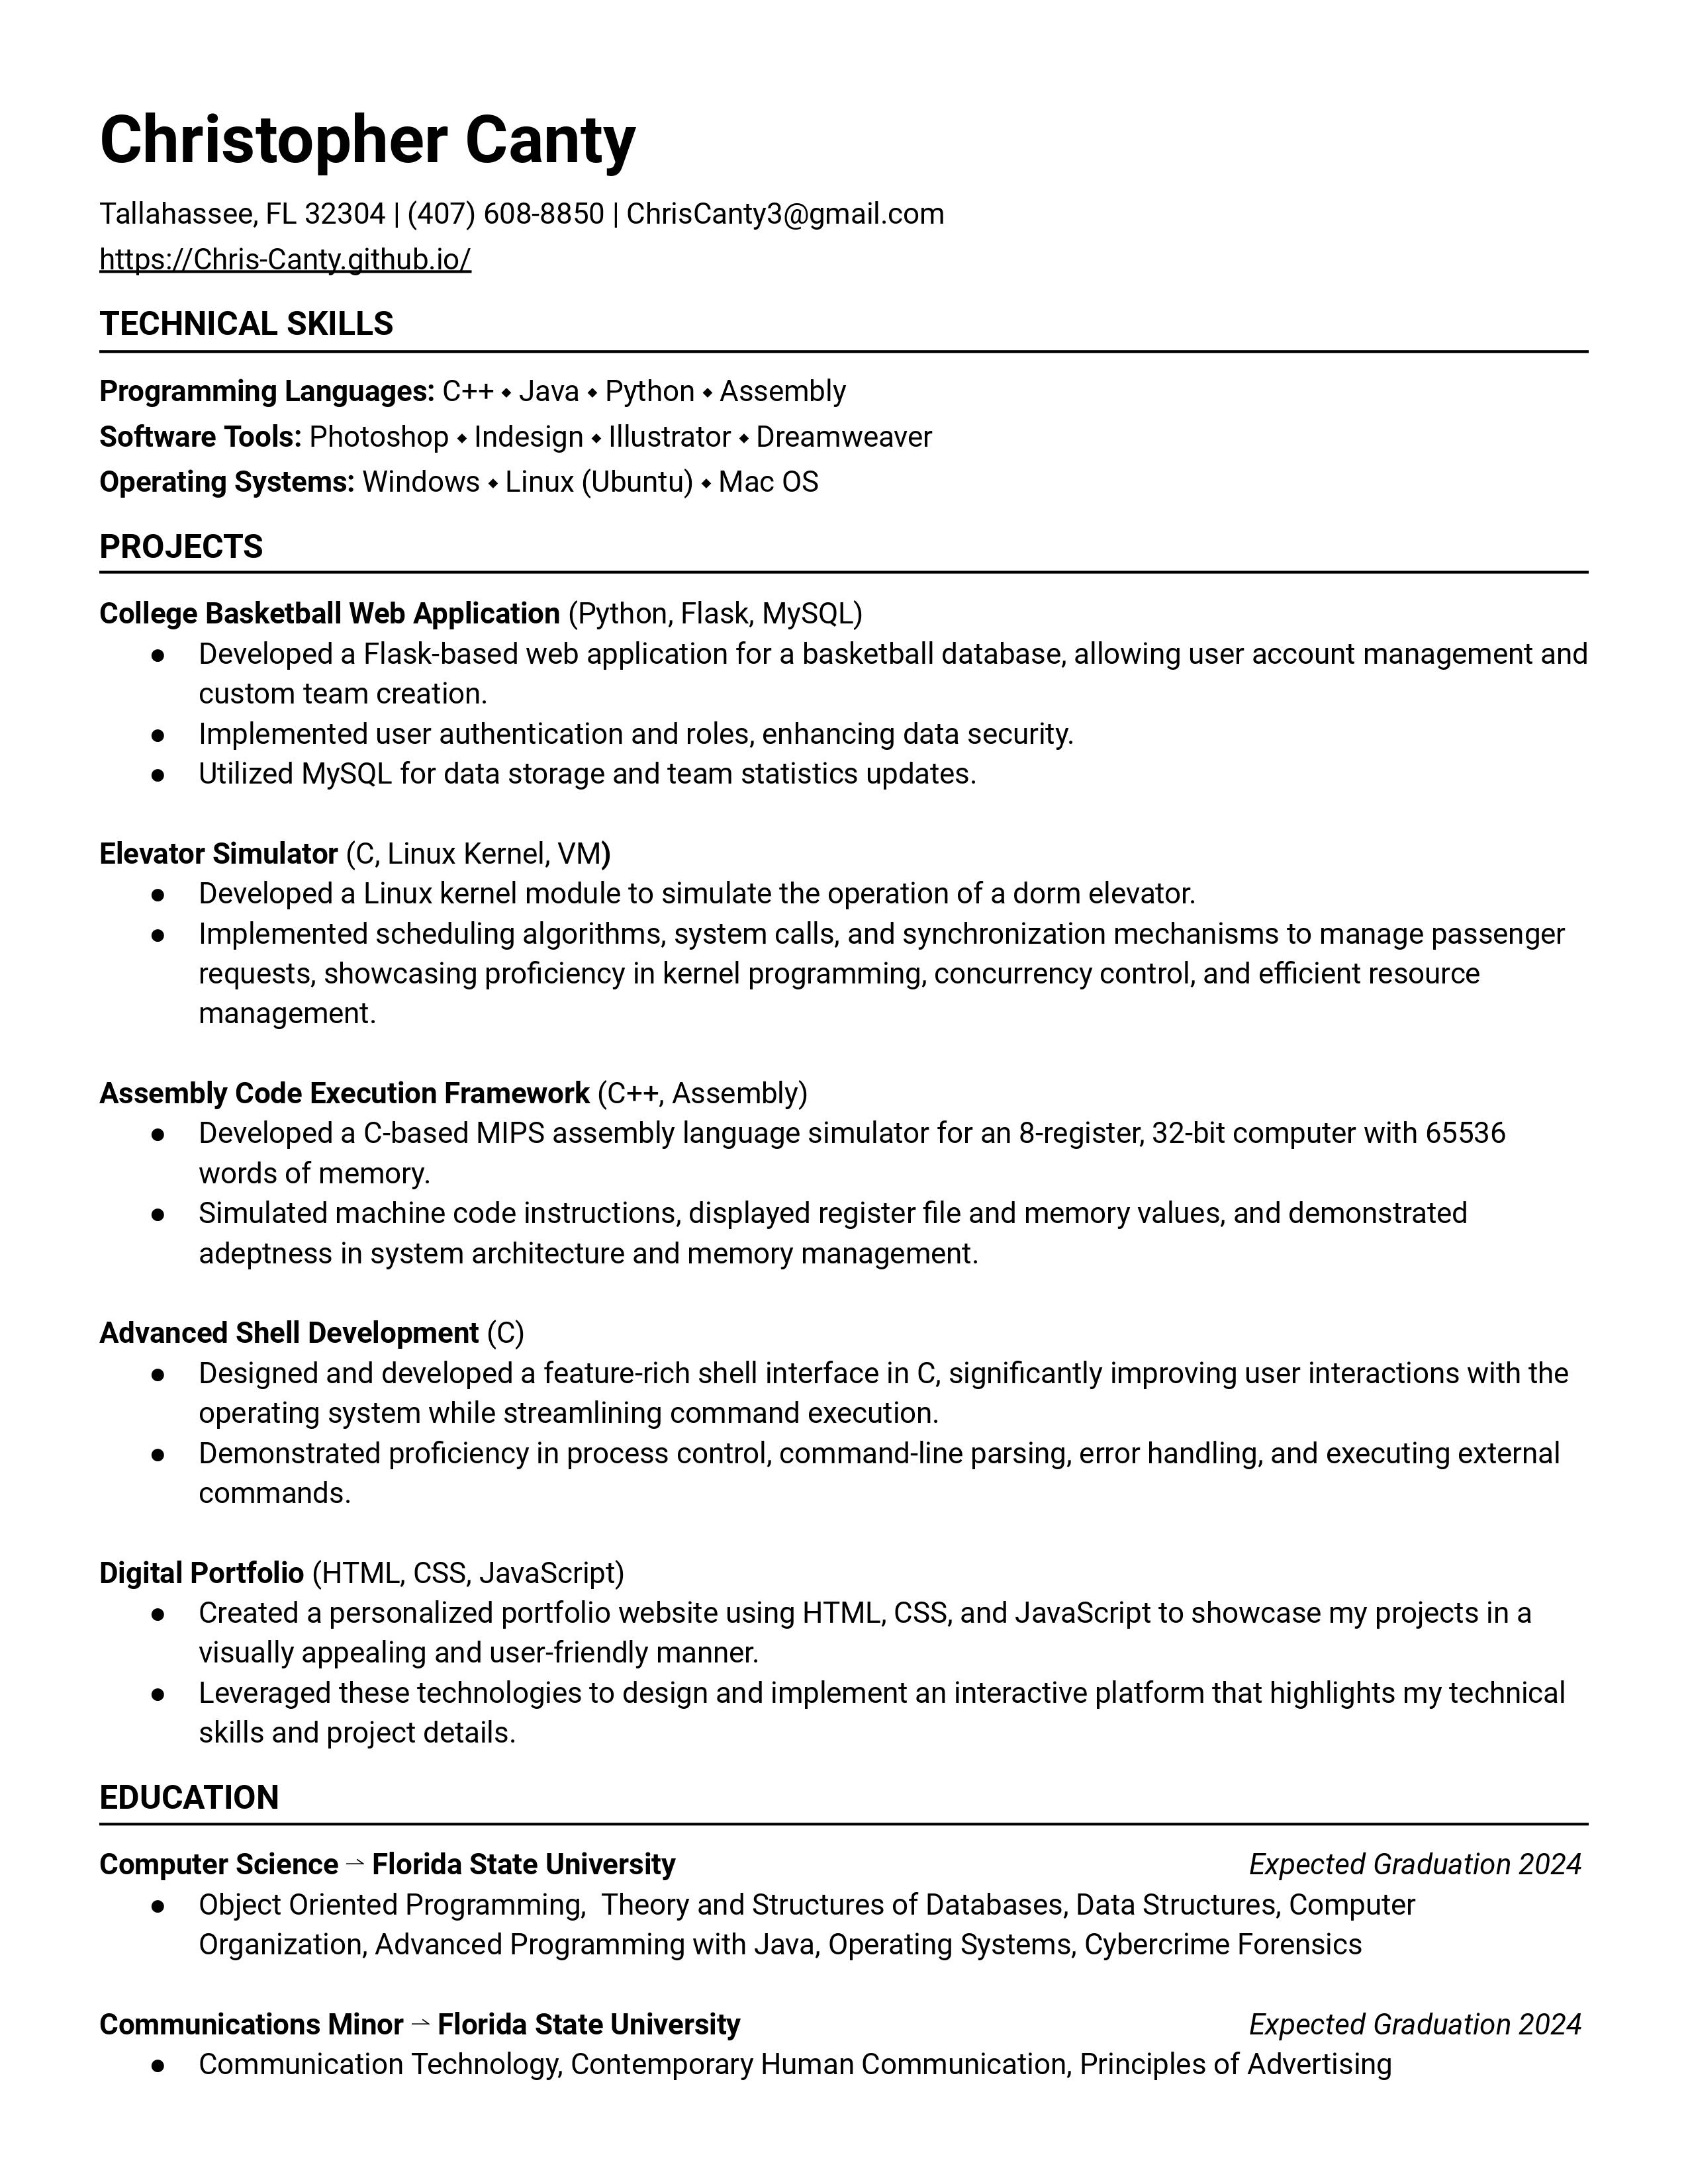 Christopher Canty
Tallahassee, FL 32304 | (407) 608-8850 | ChrisCanty3@gmail.com
https://Chris-Canty.github.io/
TECHNICAL SKILLS
Programming Languages: C++ ⬩ Java ⬩ Python ⬩ Assembly
Software Tools: Photoshop ⬩ Indesign ⬩ Illustrator ⬩ Dreamweaver
Operating Systems: Windows ⬩ Linux (Ubuntu) ⬩ Mac OS
PROJECTS
College Basketball Web Application (Python, Flask, MySQL)
● Developed a Flask-based web application for a basketball database, allowing user account management and
custom team creation.
● Implemented user authentication and roles, enhancing data security.
● Utilized MySQL for data storage and team statistics updates.
Elevator Simulator (C, Linux Kernel, VM)
● Developed a Linux kernel module to simulate the operation of a dorm elevator.
● Implemented scheduling algorithms, system calls, and synchronization mechanisms to manage passenger
requests, showcasing proficiency in kernel programming, concurrency control, and efficient resource
management.
Assembly Code Execution Framework (C++, Assembly)
● Developed a C-based MIPS assembly language simulator for an 8-register, 32-bit computer with 65536
words of memory.
● Simulated machine code instructions, displayed register file and memory values, and demonstrated
adeptness in system architecture and memory management.
Advanced Shell Development (C)
● Designed and developed a feature-rich shell interface in C, significantly improving user interactions with the
operating system while streamlining command execution.
● Demonstrated proficiency in process control, command-line parsing, error handling, and executing external
commands.
Digital Portfolio (HTML, CSS, JavaScript)
● Created a personalized portfolio website using HTML, CSS, and JavaScript to showcase my projects in a
visually appealing and user-friendly manner.
● Leveraged these technologies to design and implement an interactive platform that highlights my technical
skills and project details.
EDUCATION
Computer Science ⇀ Florida State University Expected Graduation 2024
● Object Oriented Programming,  Theory and Structures of Databases, Data Structures, Computer
Organization, Advanced Programming with Java, Operating Systems, Cybercrime Forensics
Communications Minor ⇀ Florida State University Expected Graduation 2024
● Communication Technology, Contemporary Human Communication, Principles of Advertising